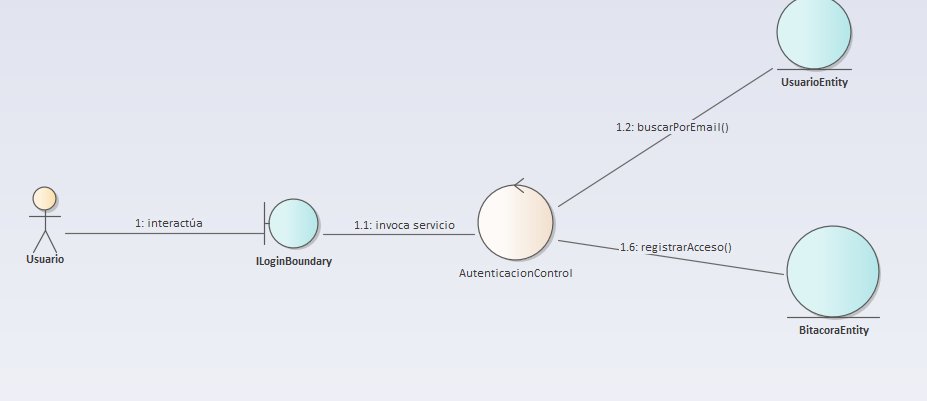 UsuarioEntity
1.2: buscarPorEmail()
1: interactúa
1.1: invoca servicio
1.6: registrarAcceso()
Usuario
ILoginBoundary
AutenticacionControl
BitacoraEntity